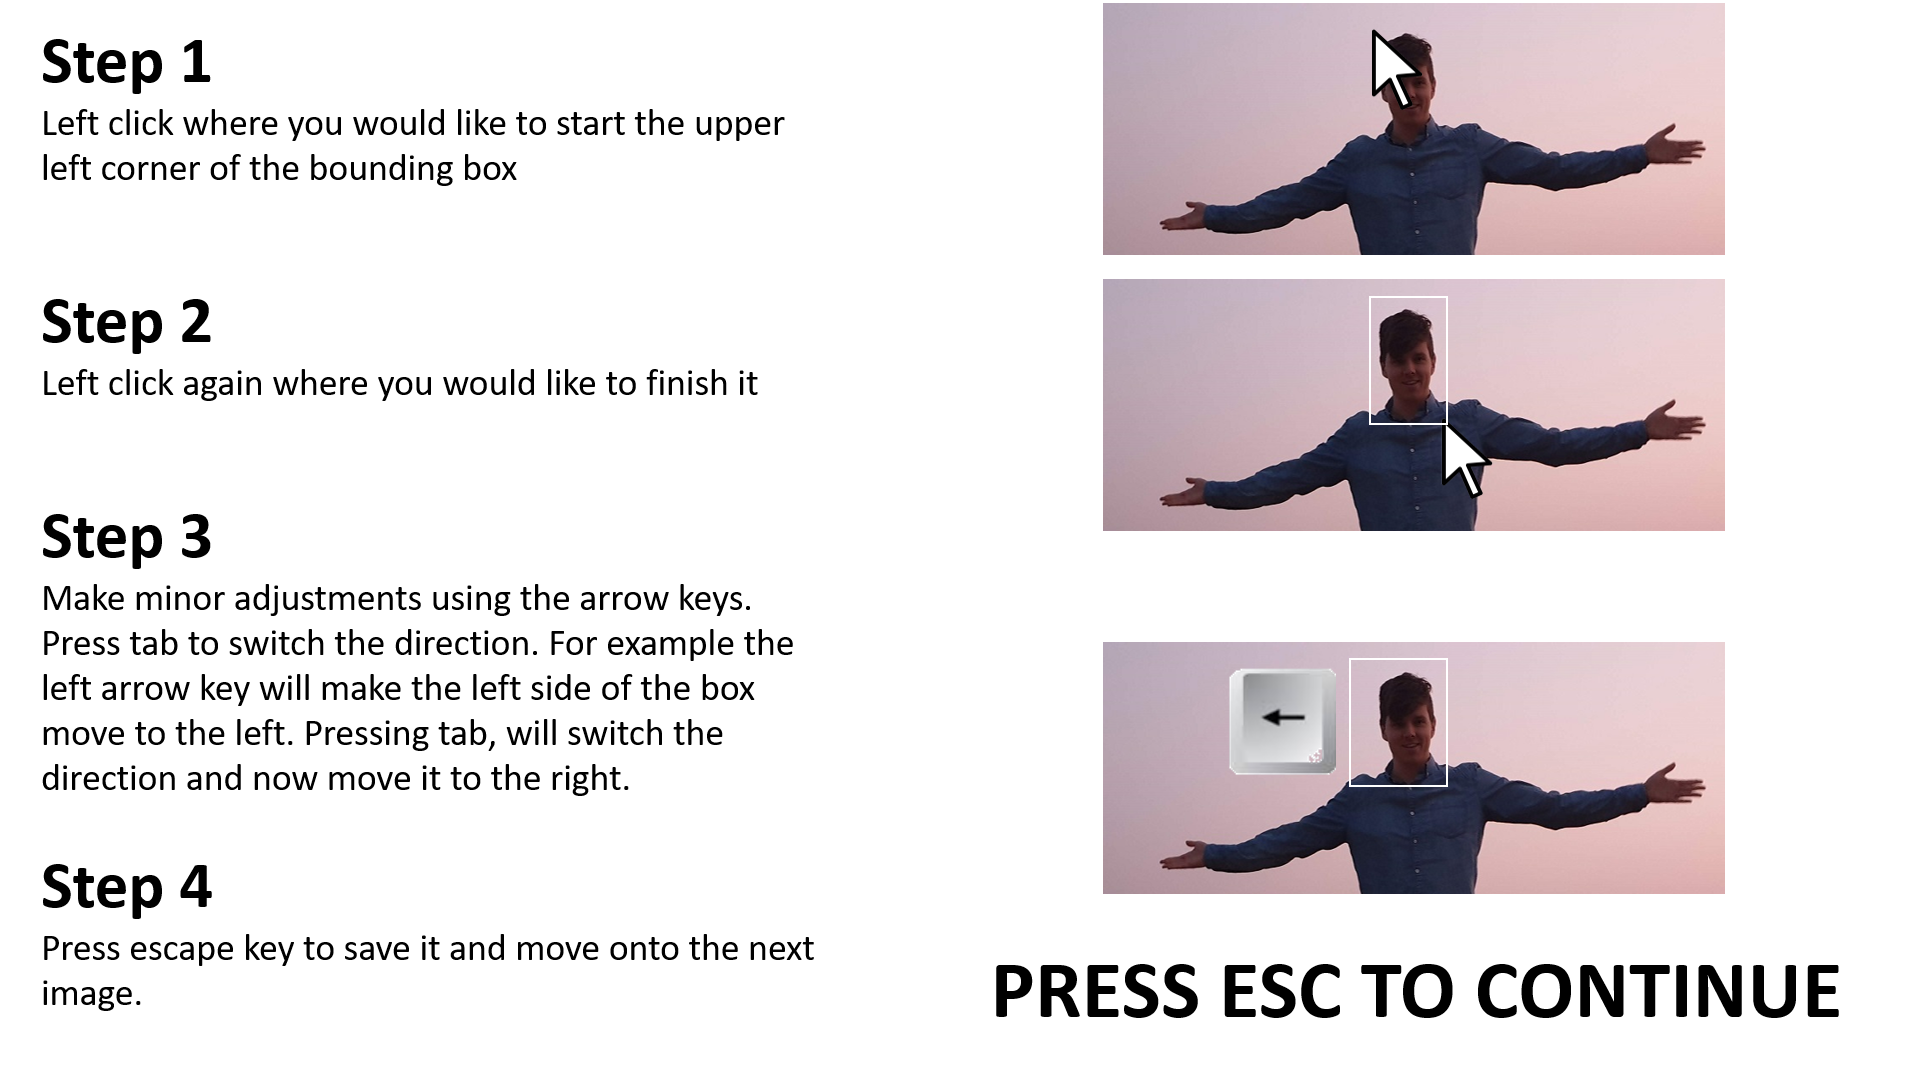 Step 1
Left click where you would like to start the upper
left corner of the bounding box
Step 2
Left click again where you would like to finish it
Step 3
Make minor adjustments using the arrow keys.
Press tab to switch the direction. For example the
left arrow key will make the left side of the box
move to the left. Pressing tab, will switch the
direction and now move it to the right.
Step 4
Press escape key to save it and move onto the next
image.
PRESS ESC TO CONTINUE